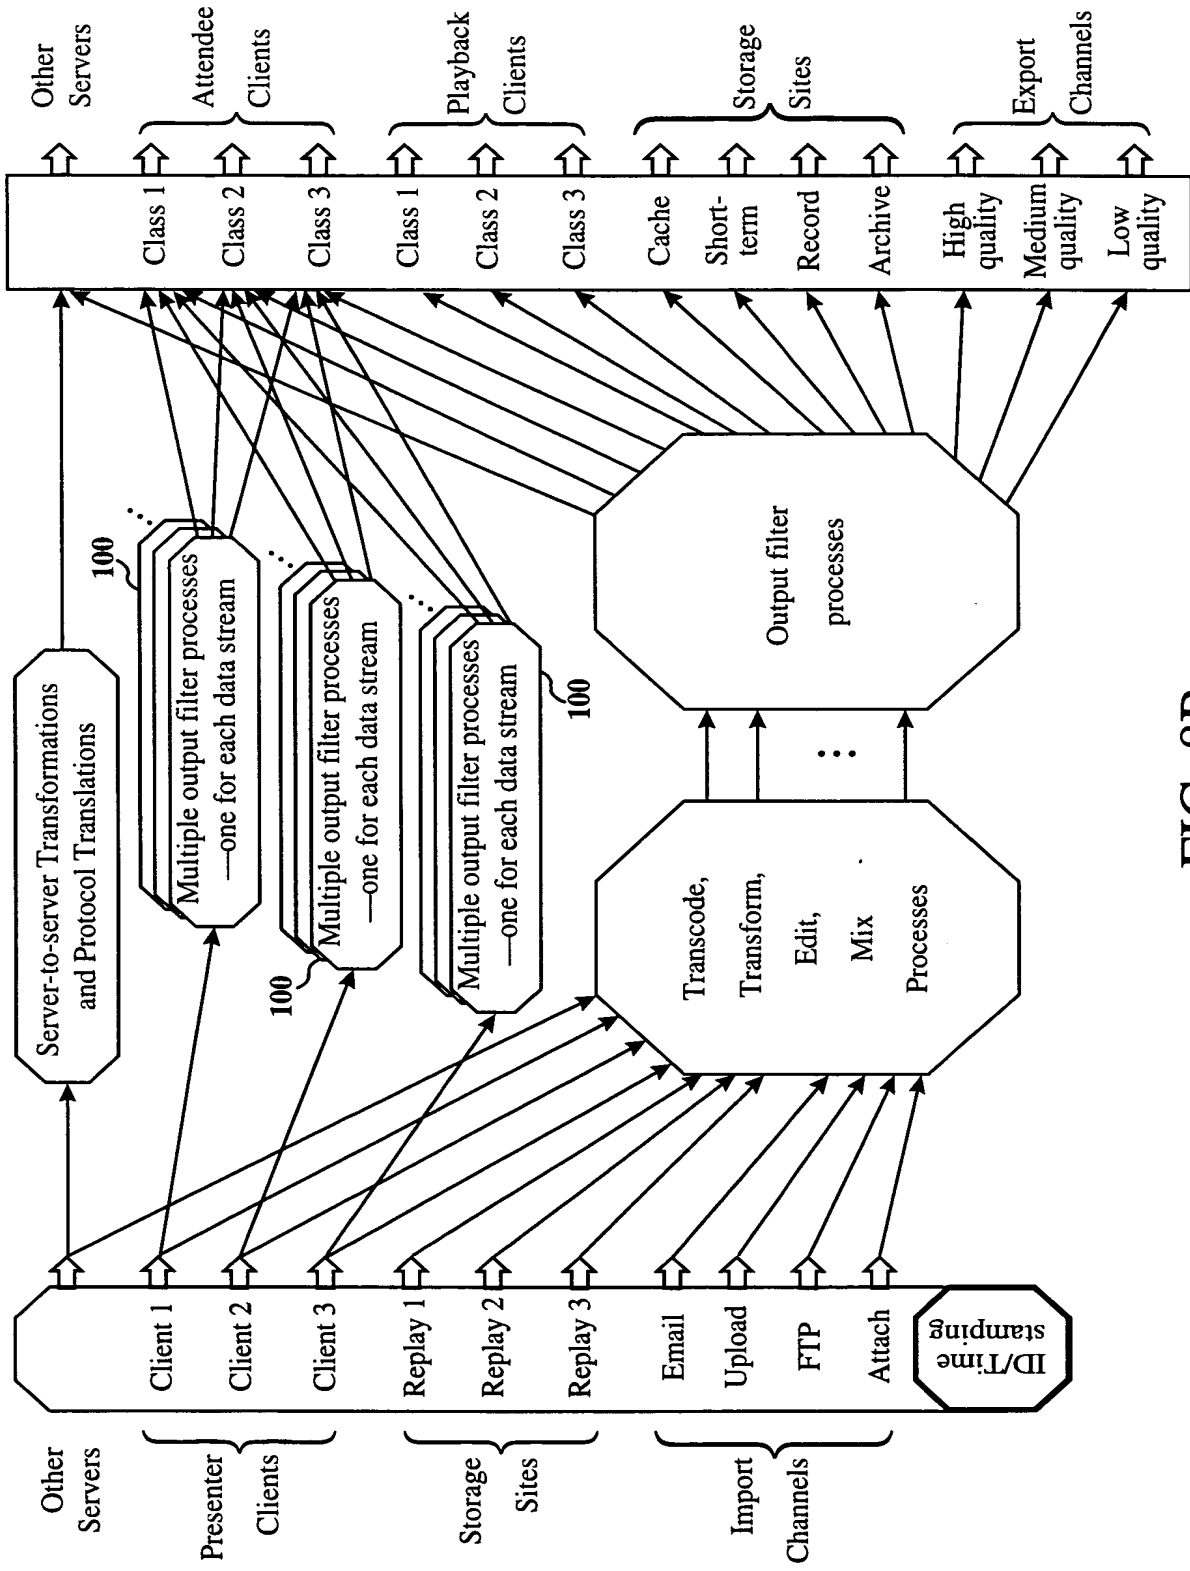 Other
Servers
Presenter
Clients
Storage
Sites
Import
Channels
Client 1
Client 2
Client 3
Replay 1
Replay 2
Replay 3
Email
Upload
FTP
Attach
ID/Time
stamping
Server-to-server Transformations
and Protocol Translations
100
Multiple output filter processes
—one for each data stream
100
Multiple output filter processes
—one for each data stream
Multiple output filter processes
—one for each data stream
100
Transcode,
Transform,
Edit,
Mix
Processes
Output filter
processes
Class 1
Class 2
Class 3
Class 1
Class 2
Class 3
Cache
Short-
term
Record
Archive
High
quality
Medium
quality
Low
quality
Other
Servers
Attendee
Clients
Playback
Clients
Storage
Sites
Export
Channels
FIG.